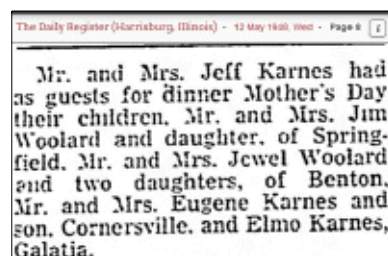 The Daily Register (Harrisburg, Illinois) - 12 May 1948, Wed - Page 8
Mr. and Mrs. Jeff Karnes had
as guests for dinner Mother's Day
their children, Mr. and Mrs. Jim
Woolard and daughter, of Spring-
field, Mr. and Mrs. Jewel Woolard
and two daughters, of Benton,
Mr. and Mrs. Eugene Karnes and
son, Cornersville, and Elmo Karnes,
Galatia.